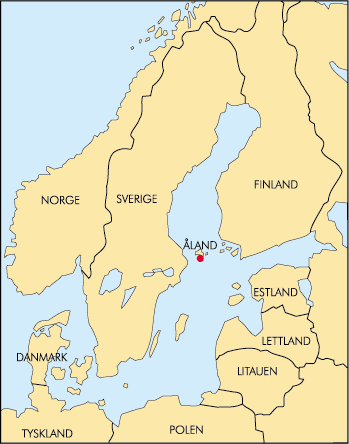 NORGE
SVERIGE
FINLAND
ÅLAND
ESTLAND
LETTLAND
DANMARK
LITAUEN
TYSKLAND
POLEN